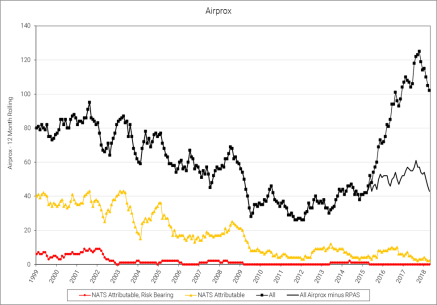 Airprox
Airprox - 12 Month Rolling
140
120
100
80
60
40
20
0
1999 2000 2001 2002 2003 2004 2005 2006 2007 2008 2009 2010 2011 2012 2013 2014 2015 2016 2017 2018
NATS Attributable, Risk Bearing NATS Attributable All All Airprox minus RPAS